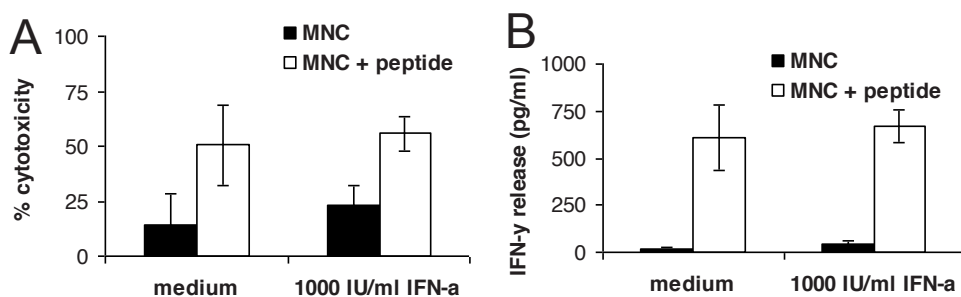 A
% cytotoxicity
100
75
50
25
0
MNC
MNC + peptide
medium
1000 IU/ml IFN-a
B
IFN-y release (pg/ml)
1000
750
500
250
0
MNC
MNC + peptide
medium
1000 IU/ml IFN-a